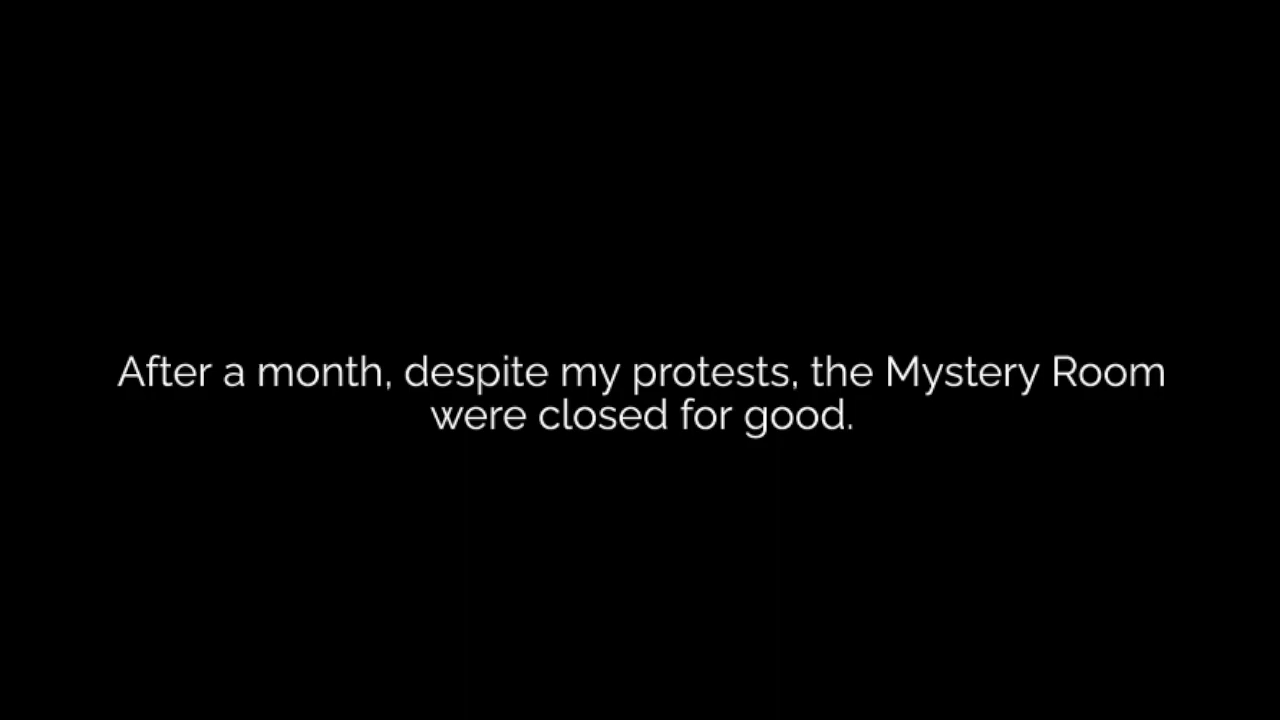 After a month, despite my protests, the Mystery Room
were closed for good.